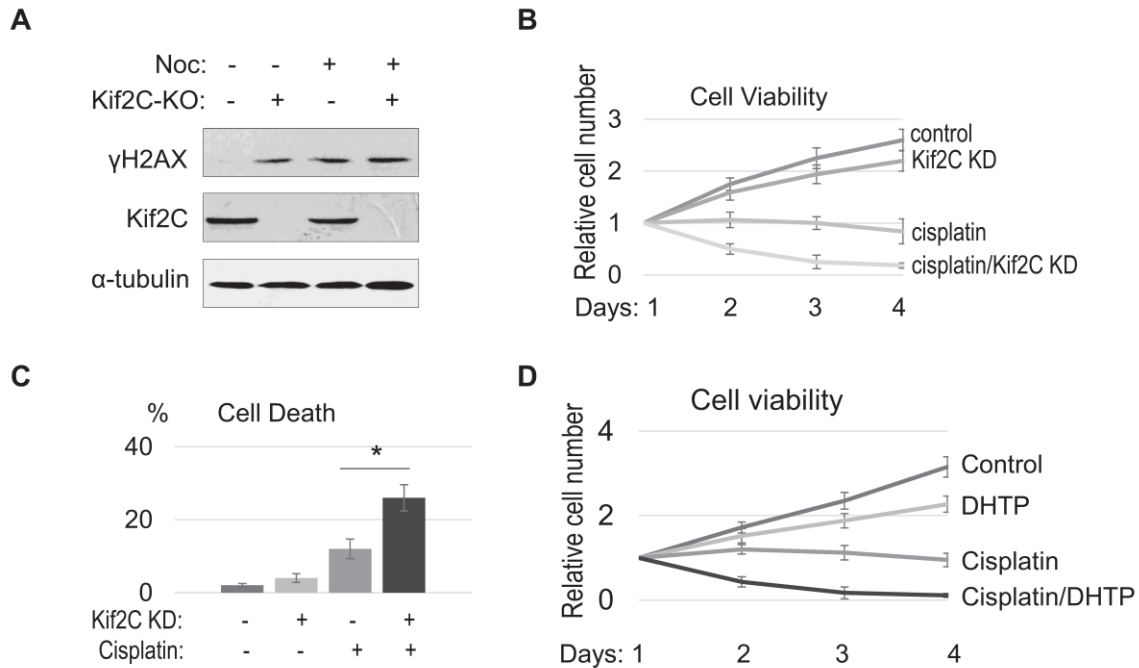 A
Noc: - - + +
Kif2C-KO: - + - +
γH2AX
Kif2C
α-tubulin
B
Cell Viability
Relative cell number
3
2
1
0
control
Kif2C KD
cisplatin
cisplatin/Kif2C KD
Days: 1 2 3 4
C
% Cell Death
40
20
0
*
Kif2C KD: - + - +
Cisplatin: - - + +
D
Cell viability
Relative cell number
4
2
0
Control
DHTP
Cisplatin
Cisplatin/DHTP
Days: 1 2 3 4